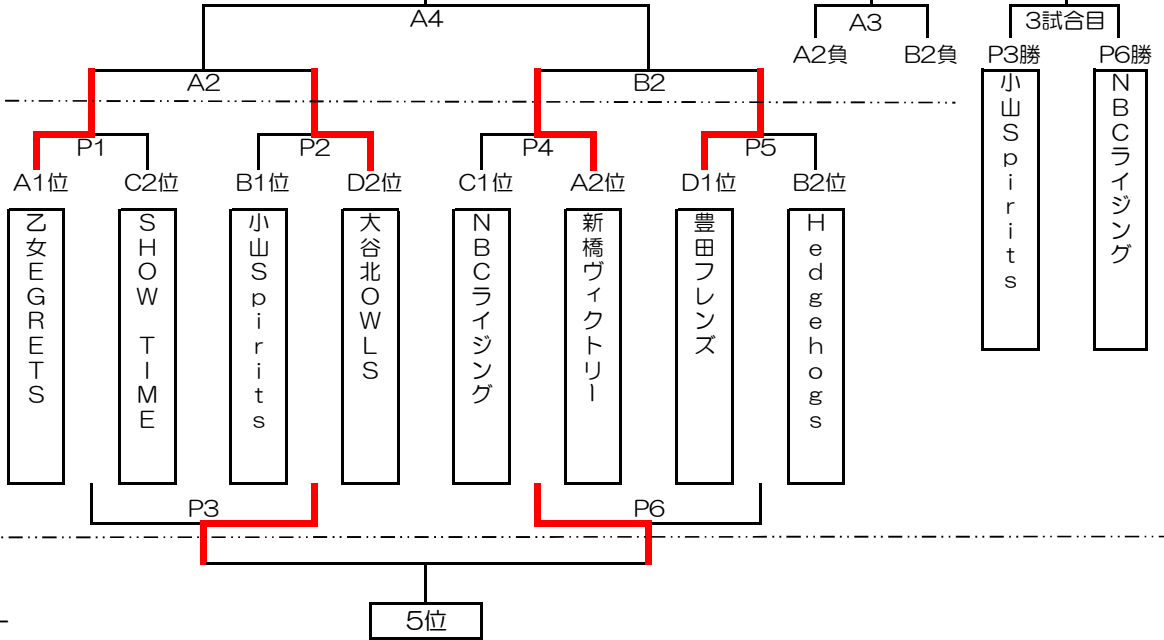 A4
A3
3試合目
A2負
B2負
P3勝
P6勝
A2
B2
小山Spirits
NBCライジング
P1
P2
P4
P5
A1位
C2位
B1位
D2位
C1位
A2位
D1位
B2位
乙女EGRETS
SHOW TIME
小山Spirits
大谷北OWLS
NBCライジング
新橋ヴィクトリー
豊田フレンズ
Hedgehogs
P3
P6
5位